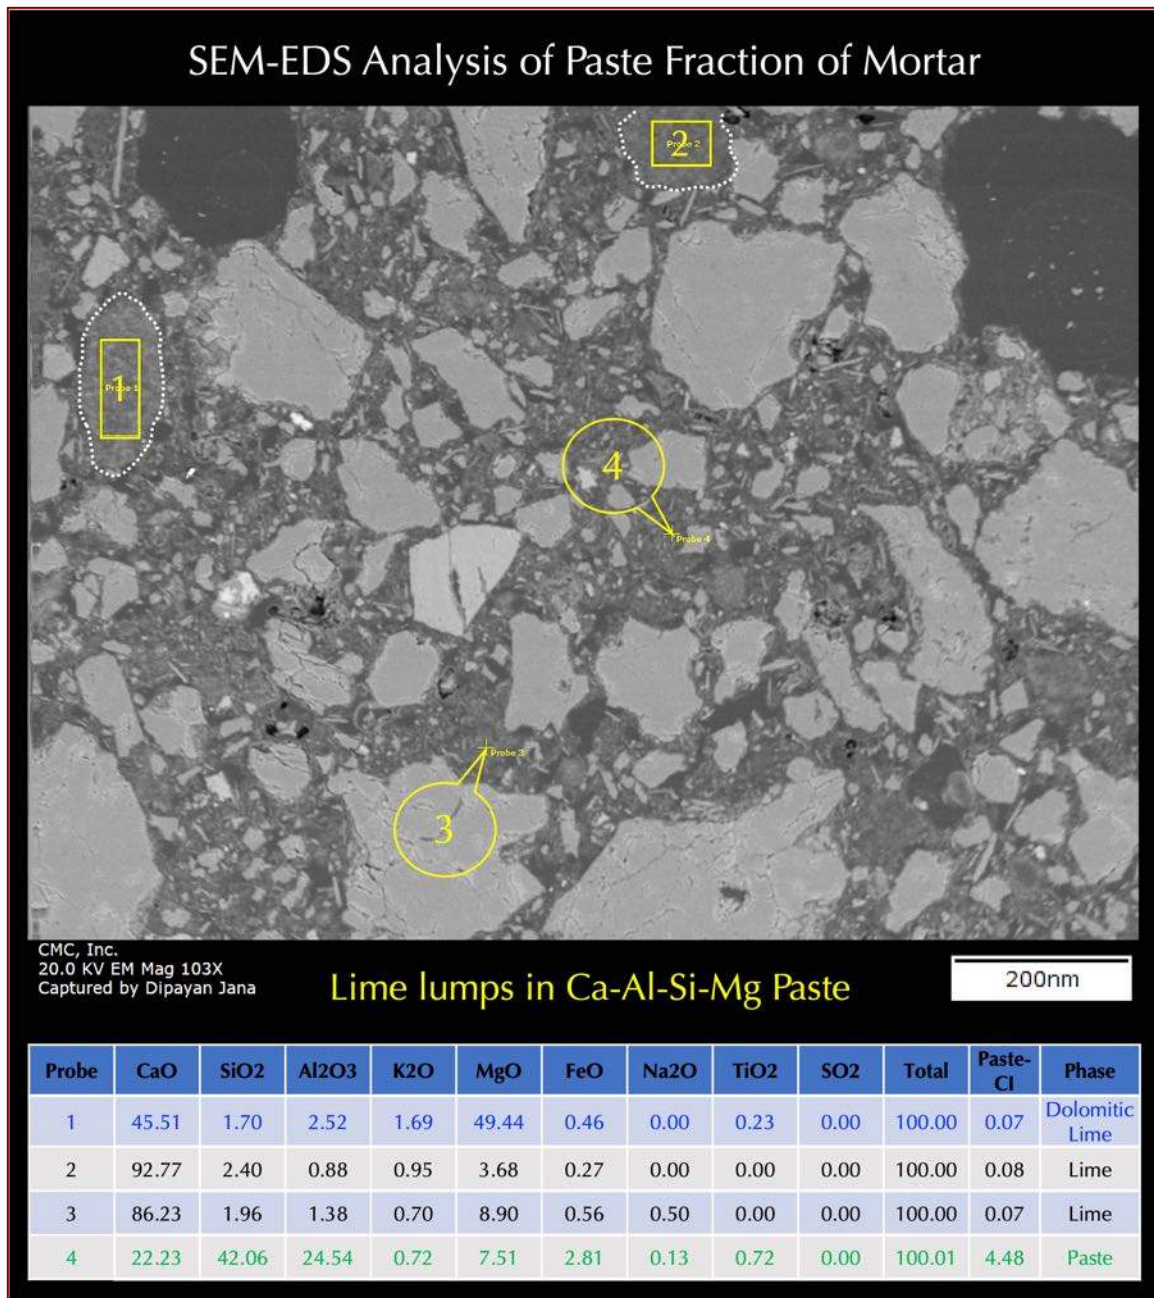 SEM-EDS Analysis of Paste Fraction of Mortar
2
Probe 2
1
Probe 1
4
Probe 4
Probe 3
3
CMC, Inc.
20.0 KV EM Mag 103X
Captured by Dipayan Jana
Lime lumps in Ca-Al-Si-Mg Paste
200nm
Probe CaO SiO2 Al2O3 K2O MgO FeO Na2O TiO2 SO2 Total Paste-CI Phase
1 45.51 1.70 2.52 1.69 49.44 0.46 0.00 0.23 0.00 100.00 0.07 Dolomitic Lime
2 92.77 2.40 0.88 0.95 3.68 0.27 0.00 0.00 0.00 100.00 0.08 Lime
3 86.23 1.96 1.38 0.70 8.90 0.56 0.50 0.00 0.00 100.00 0.07 Lime
4 22.23 42.06 24.54 0.72 7.51 2.81 0.13 0.72 0.00 100.01 4.48 Paste